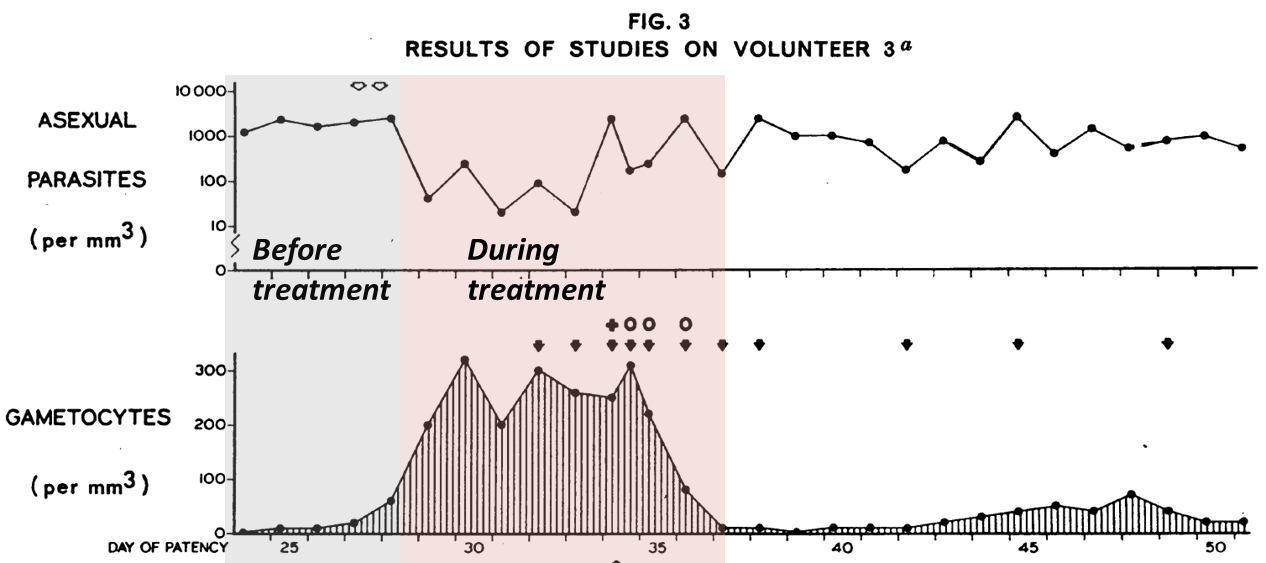 FIG. 3
RESULTS OF STUDIES ON VOLUNTEER 3 a
ASEXUAL
PARASITES
(per mm3)
10 000
1000
100
10
0
Before
treatment
During
treatment
GAMETOCYTES
(per mm3)
300
200
100
0
DAY OF PATENCY 25 30 35 40 45 50